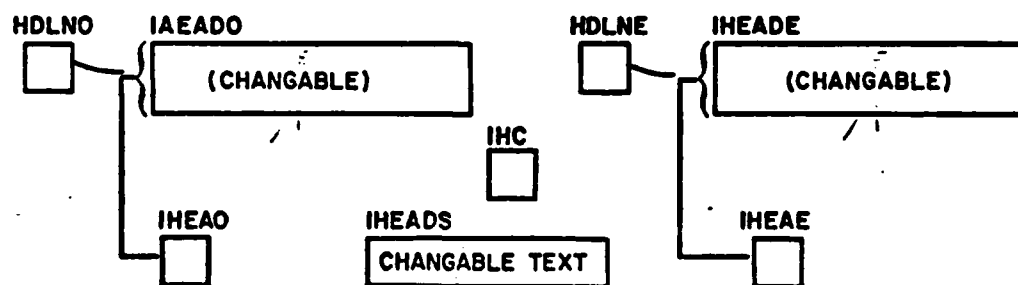 HDLNO IAEADO HDLNE IHEADE
(CHANGABLE) (CHANGABLE)
IHC
IHEAO IHEADS IHEAE
CHANGABLE TEXT